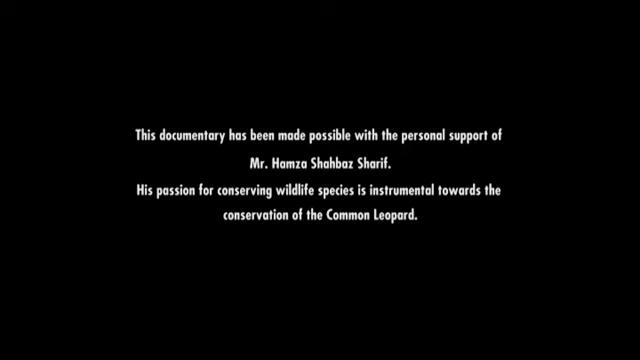 This documentary has been made possible with the personal support of
Mr. Hamza Shahbaz Sharif.
His passion for conserving wildlife species is instrumental towards the
conservation of the Common Leopard.